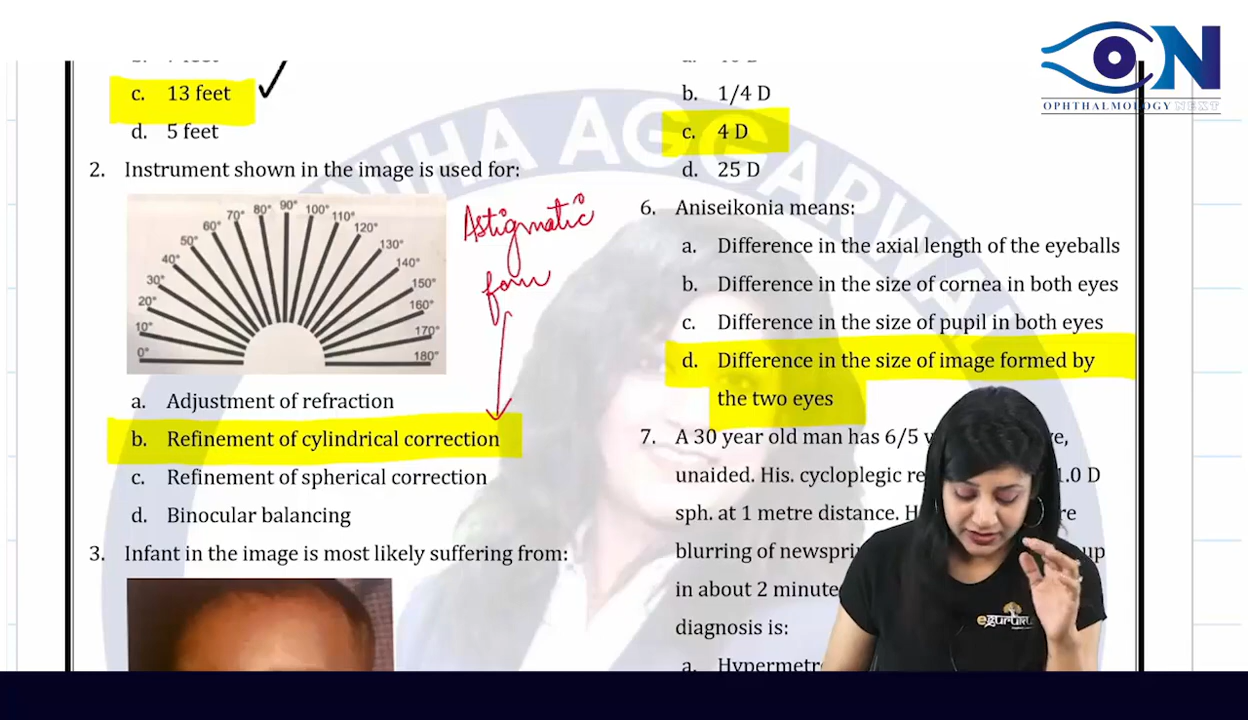 c. 13 feet
d. 5 feet
2. Instrument shown in the image is used for:
0° 10° 20° 30° 40° 50° 60° 70° 80° 90° 100° 110° 120° 130° 140° 150° 160° 170° 180°
Astigmatic
fan
a. Adjustment of refraction
b. Refinement of cylindrical correction
c. Refinement of spherical correction
d. Binocular balancing
3. Infant in the image is most likely suffering from:
b. 1/4 D
c. 4 D
d. 25 D
6. Aniseikonia means:
a. Difference in the axial length of the eyeballs
b. Difference in the size of cornea in both eyes
c. Difference in the size of pupil in both eyes
d. Difference in the size of image formed by
the two eyes
7. A 30 year old man has 6/5
unaided. His. cycloplegic 1.0 D
sph. at 1 metre distance.
blurring of up
in about 2
diagnosis is:
a.
AGGARWAL
ON
OPHTHALMOLOGY NEXT
egurukul